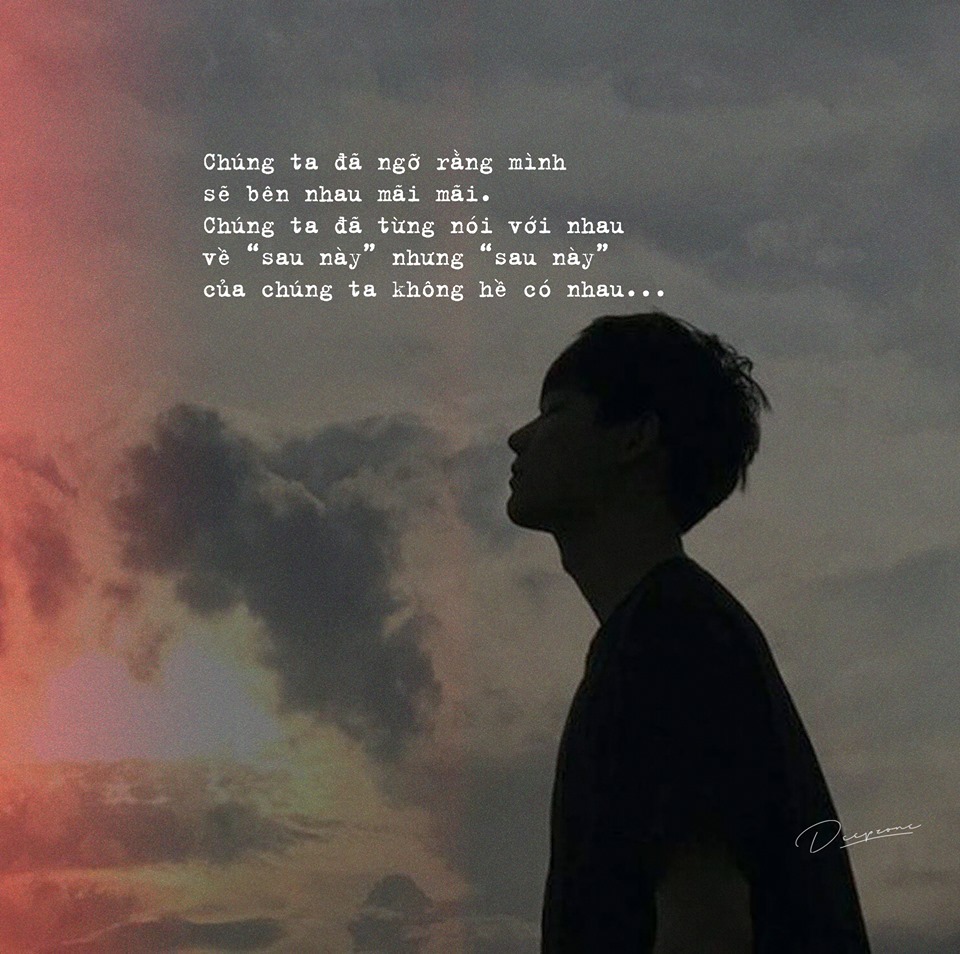 Chúng ta đã ngỡ rằng mình
sẽ bên nhau mãi mãi.
Chúng ta đã từng nói với nhau
về “sau này” nhưng “sau này”
của chúng ta không hề có nhau...